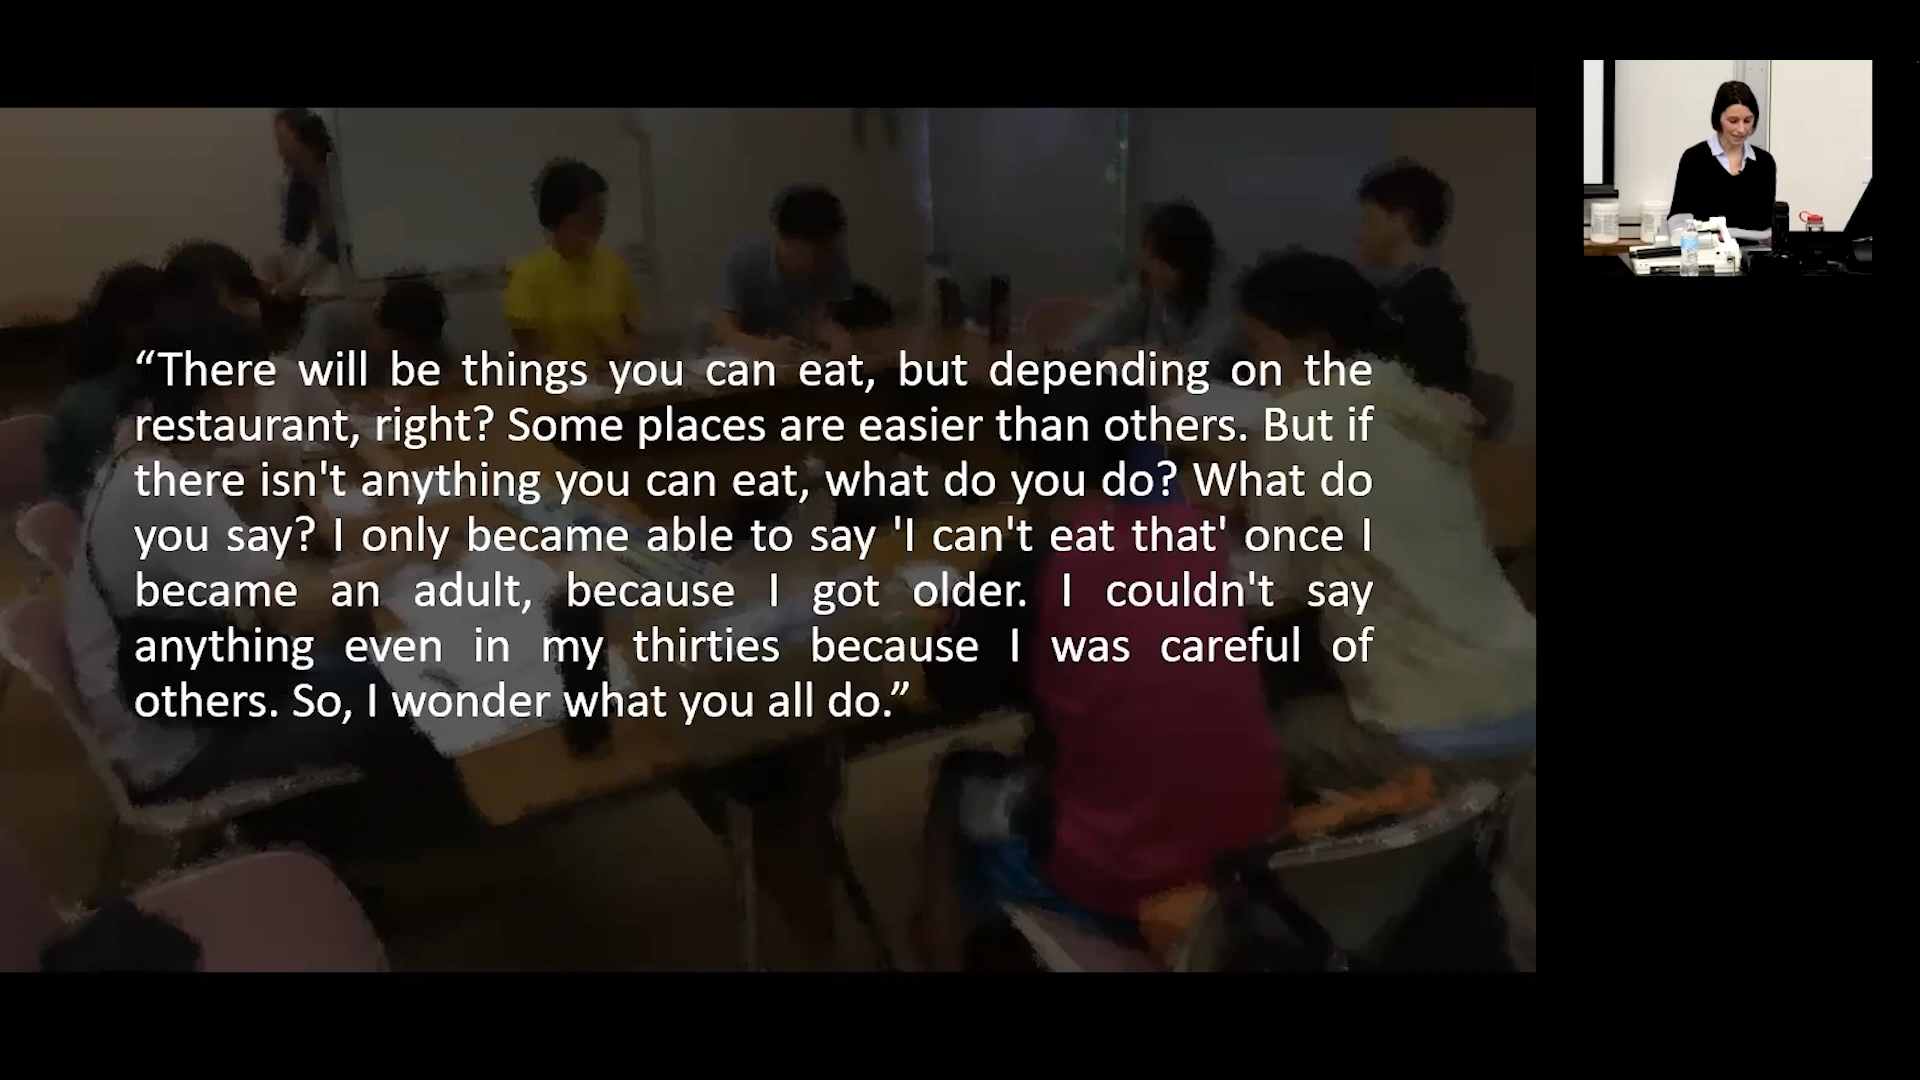 “There will be things you can eat, but depending on the
restaurant, right? Some places are easier than others. But if
there isn't anything you can eat, what do you do? What do
you say? I only became able to say 'I can't eat that' once I
became an adult, because I got older. I couldn't say
anything even in my thirties because I was careful of
others. So, I wonder what you all do.”